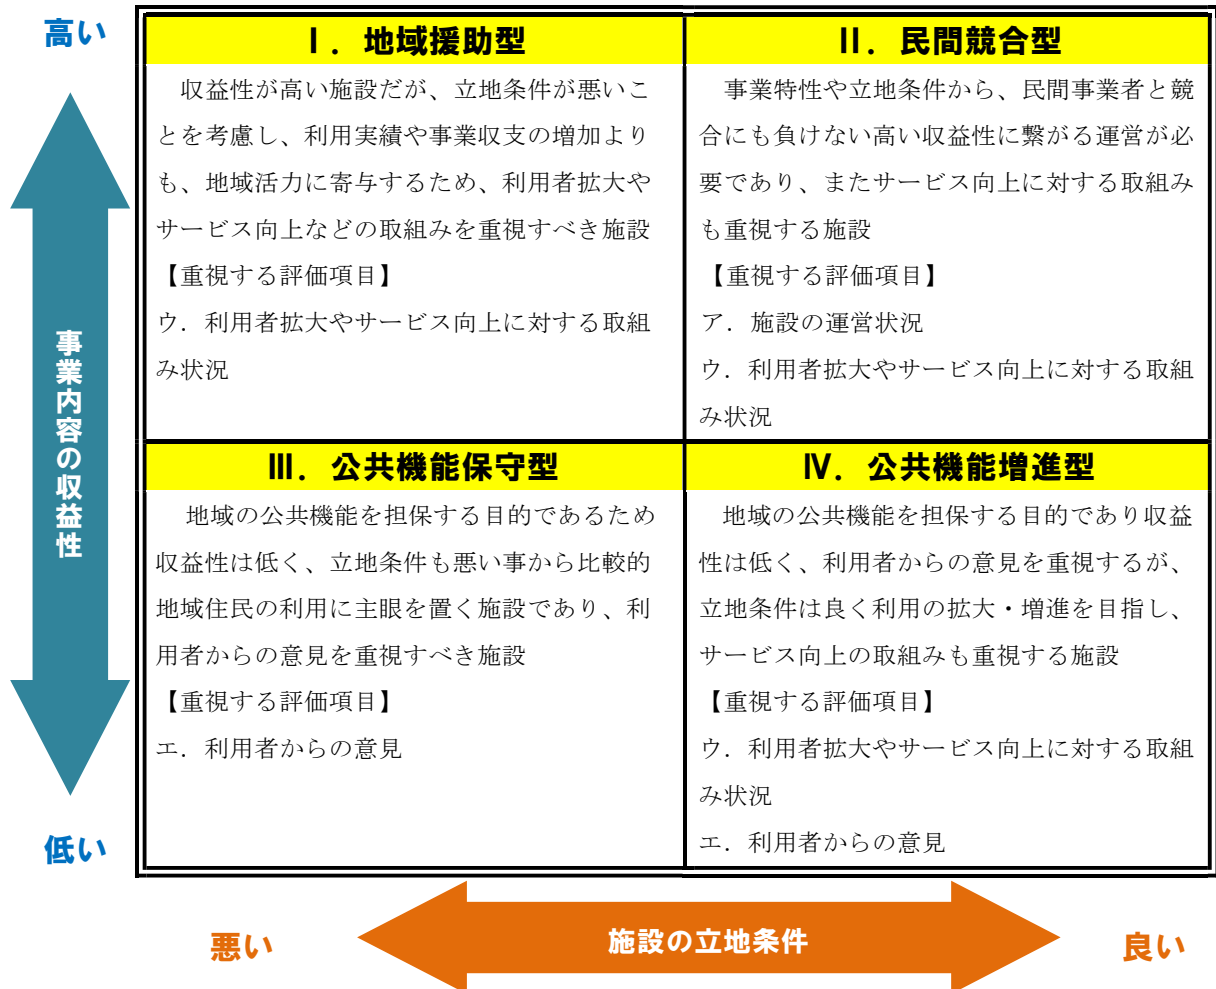 高い
Ⅰ．地域援助型
収益性が高い施設だが、立地条件が悪いこ
とを考慮し、利用実績や事業収支の増加より
も、地域活力に寄与するため、利用者拡大や
サービス向上などの取組みを重視すべき施設
【重視する評価項目】
ウ．利用者拡大やサービス向上に対する取組
み状況
Ⅱ．民間競合型
事業特性や立地条件から、民間事業者と競
合にも負けない高い収益性に繋がる運営が必
要であり、またサービス向上に対する取組み
も重視する施設
【重視する評価項目】
ア．施設の運営状況
ウ．利用者拡大やサービス向上に対する取組
み状況
事業内容の収益性
Ⅲ．公共機能保守型
地域の公共機能を担保する目的であるため
収益性は低く、立地条件も悪い事から比較的
地域住民の利用に主眼を置く施設であり、利
用者からの意見を重視すべき施設
【重視する評価項目】
エ．利用者からの意見
Ⅳ．公共機能増進型
地域の公共機能を担保する目的であり収益
性は低く、利用者からの意見を重視するが、
立地条件は良く利用の拡大・増進を目指し、
サービス向上の取組みも重視する施設
【重視する評価項目】
ウ．利用者拡大やサービス向上に対する取組
み状況
エ．利用者からの意見
低い
悪い
施設の立地条件
良い